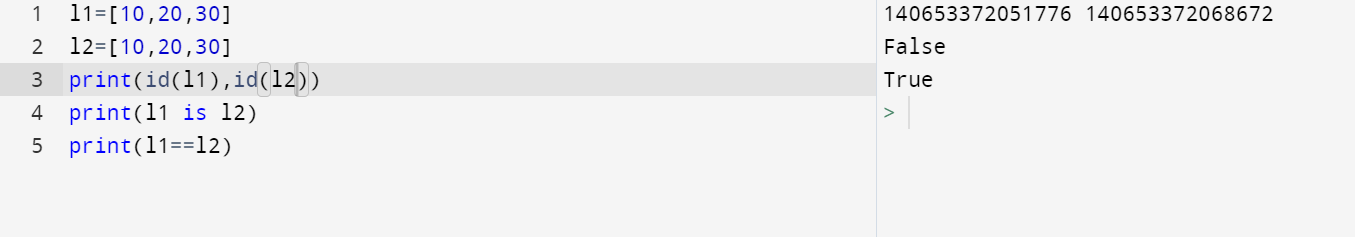 1 l1=[10,20,30]
2 l2=[10,20,30]
3 print(id(l1),id(l2))
4 print(l1 is l2)
5 print(l1==l2)
140653372051776 140653372068672
False
True
>